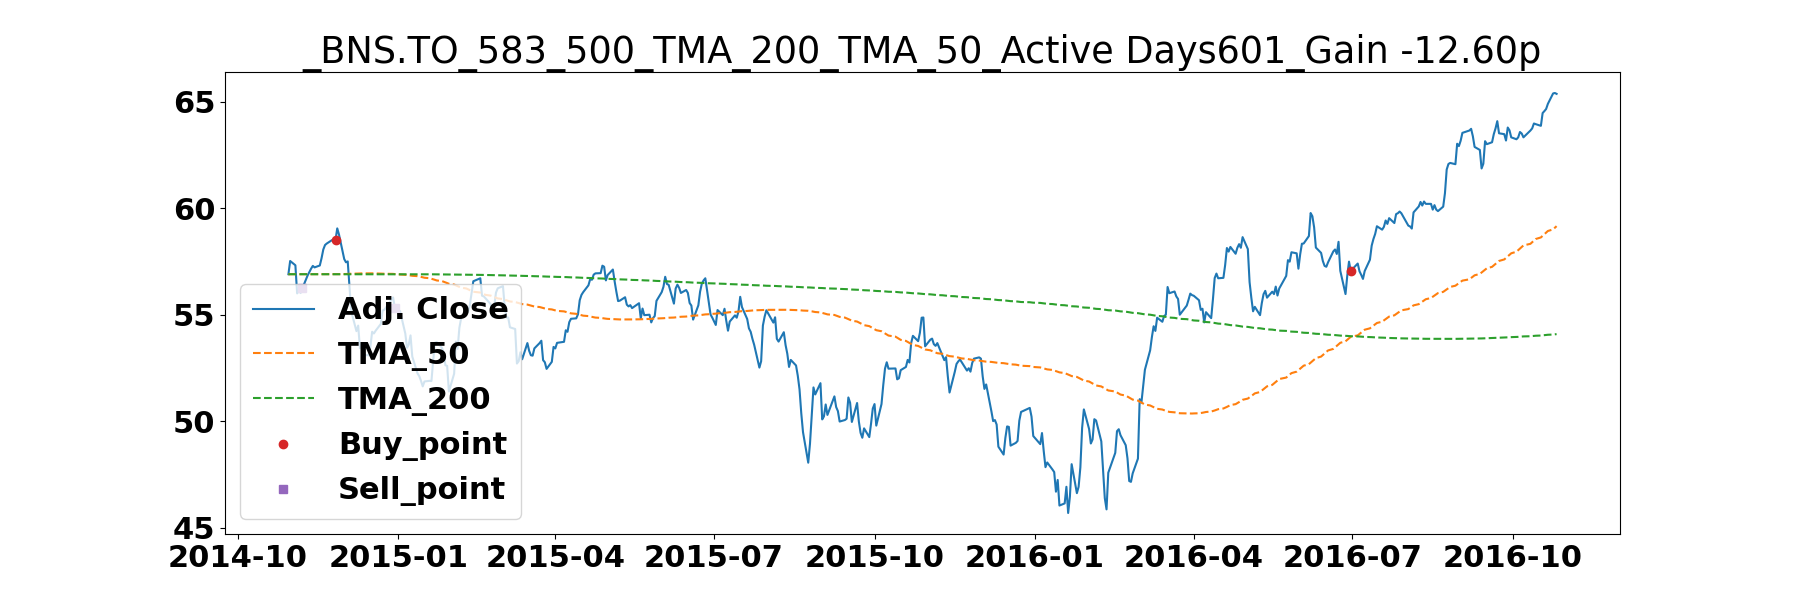 _BNS.TO_583_500_TMA_200_TMA_50_Active Days601_Gain -12.60p
65
60
55
50
45
Adj. Close
TMA_50
TMA_200
Buy_point
Sell_point
2014-10 2015-01 2015-04 2015-07 2015-10 2016-01 2016-04 2016-07 2016-10